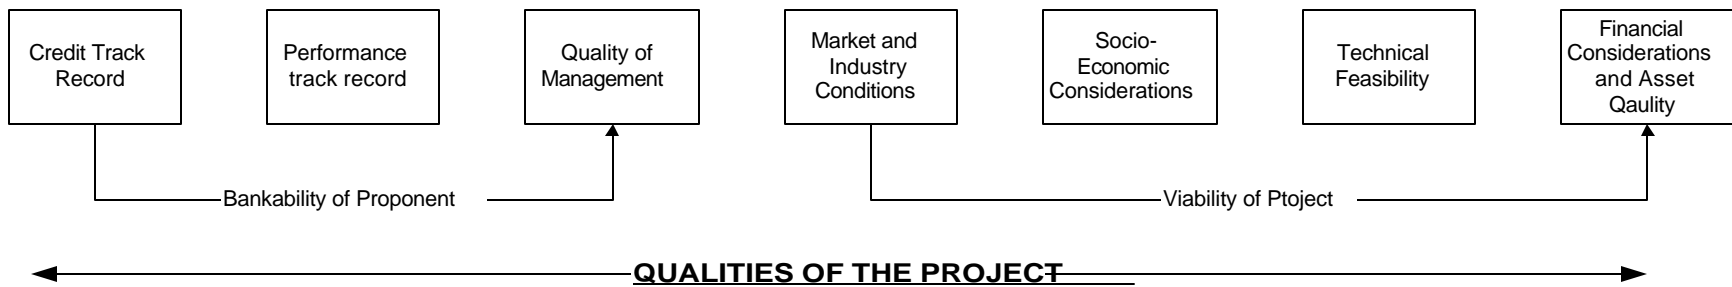 Credit Track
Record
Performance
track record
Quality of
Management
Market and
Industry
Conditions
Socio-
Economic
Considerations
Technical
Feasibility
Financial
Considerations
and Asset
Qaulity
Bankability of Proponent
Viability of Ptoject
QUALITIES OF THE PROJECT